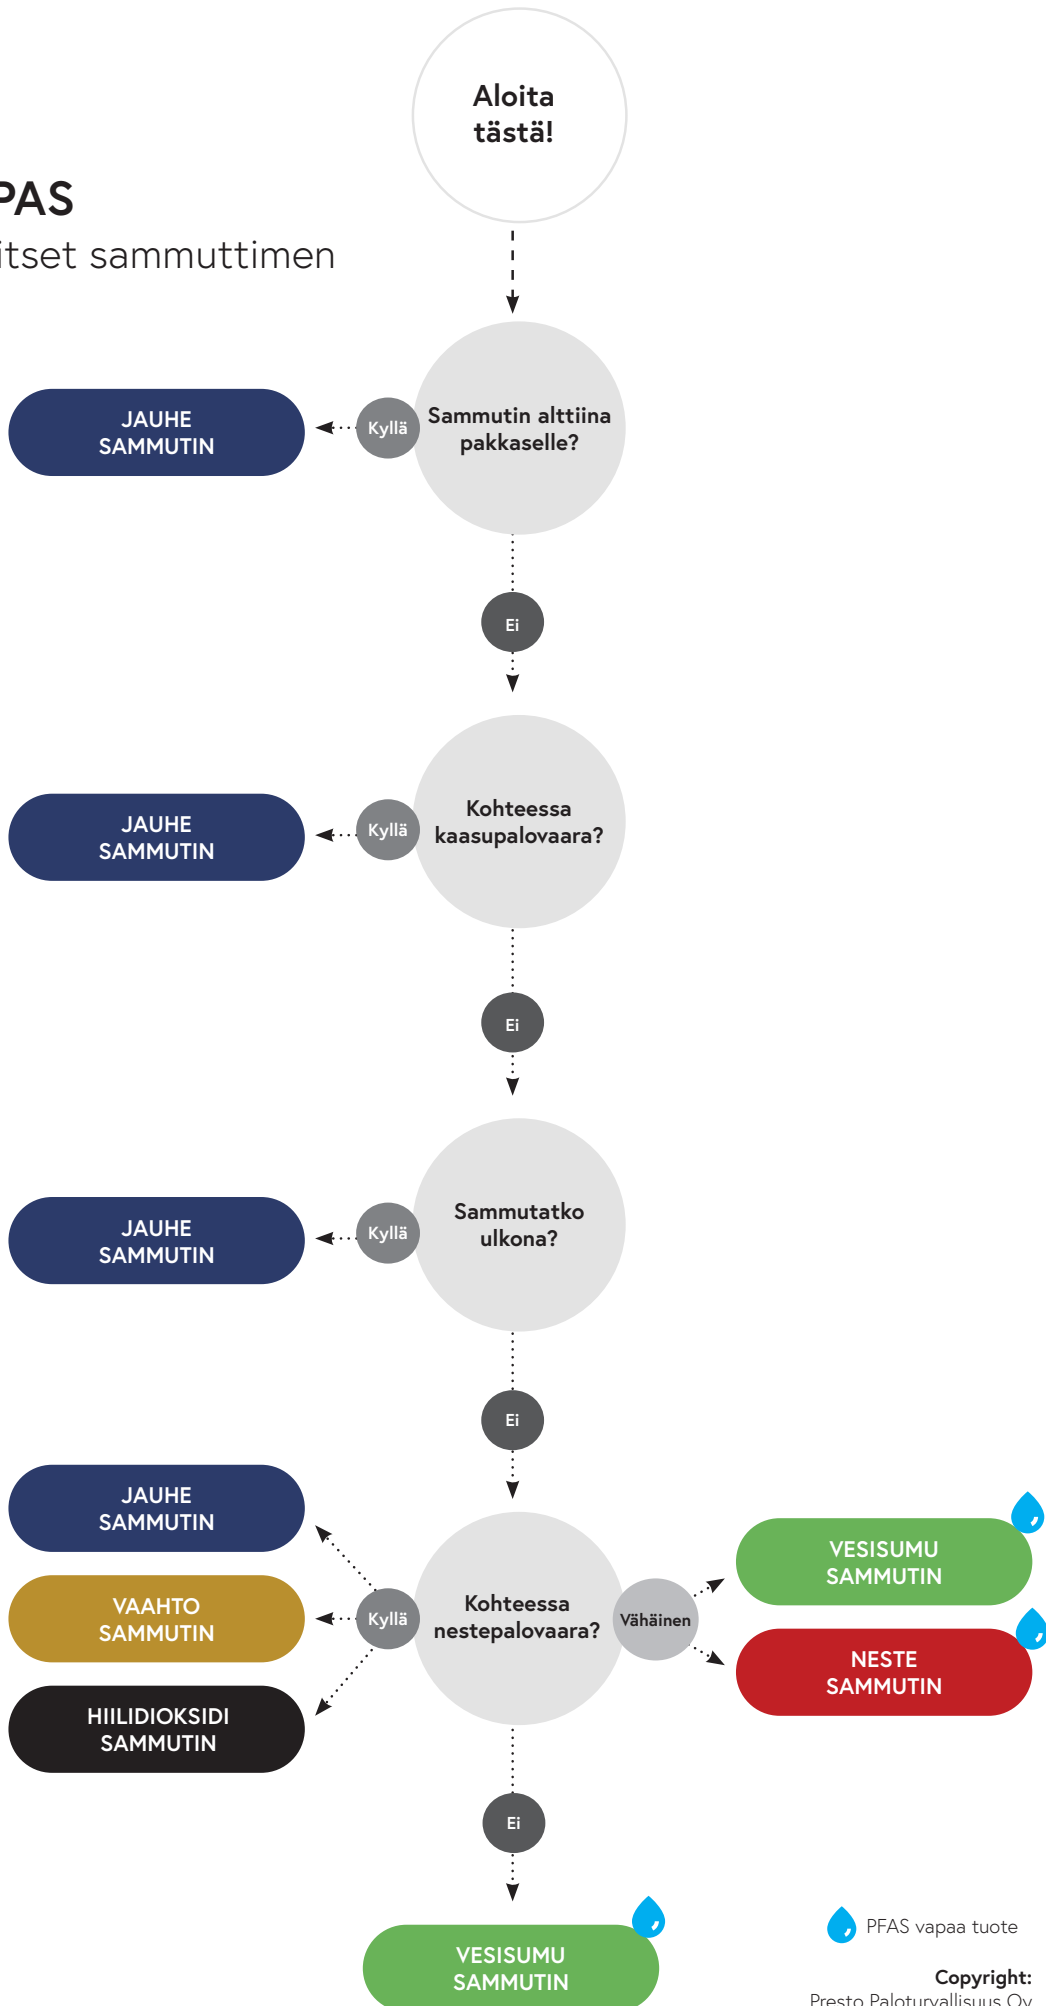 Aloita
tästä!
PAS
itset sammuttimen
JAUHE
SAMMUTIN
Kyllä
Sammutin alttiina
pakkaselle?
Ei
JAUHE
SAMMUTIN
Kyllä
Kohteessa
kaasupalovaara?
Ei
JAUHE
SAMMUTIN
Kyllä
Sammutatko
ulkona?
Ei
JAUHE
SAMMUTIN
VAAHTO
SAMMUTIN
HIILIDIOKSIDI
SAMMUTIN
Kyllä
Kohteessa
nestepalovaara?
Vähäinen
VESISUMU
SAMMUTIN
NESTE
SAMMUTIN
Ei
VESISUMU
SAMMUTIN
PFAS vapaa tuote
Copyright:
Presto Paloturvallisuus Oy